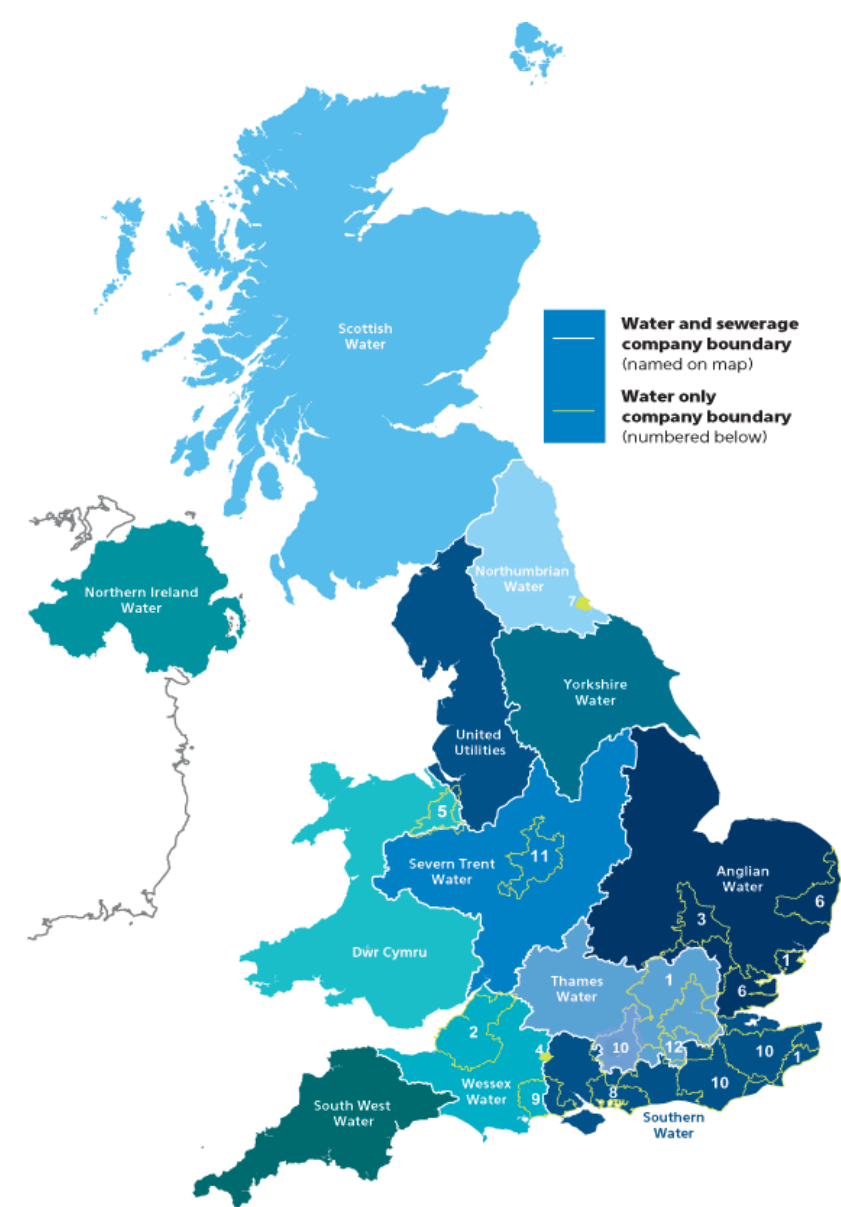 Scottish
Water
Water and sewerage
company boundary
(named on map)
Water only
company boundary
(numbered below)
Northumbrian
Water
7
Northern Ireland
Water
Yorkshire
Water
United
Utilities
5
Severn Trent
Water
11
Anglian
Water
6
3
Dŵr Cymru
1
Thames
Water
1
6
2
4
10
12
10
1
Wessex
Water
9
8
10
South West
Water
Southern
Water